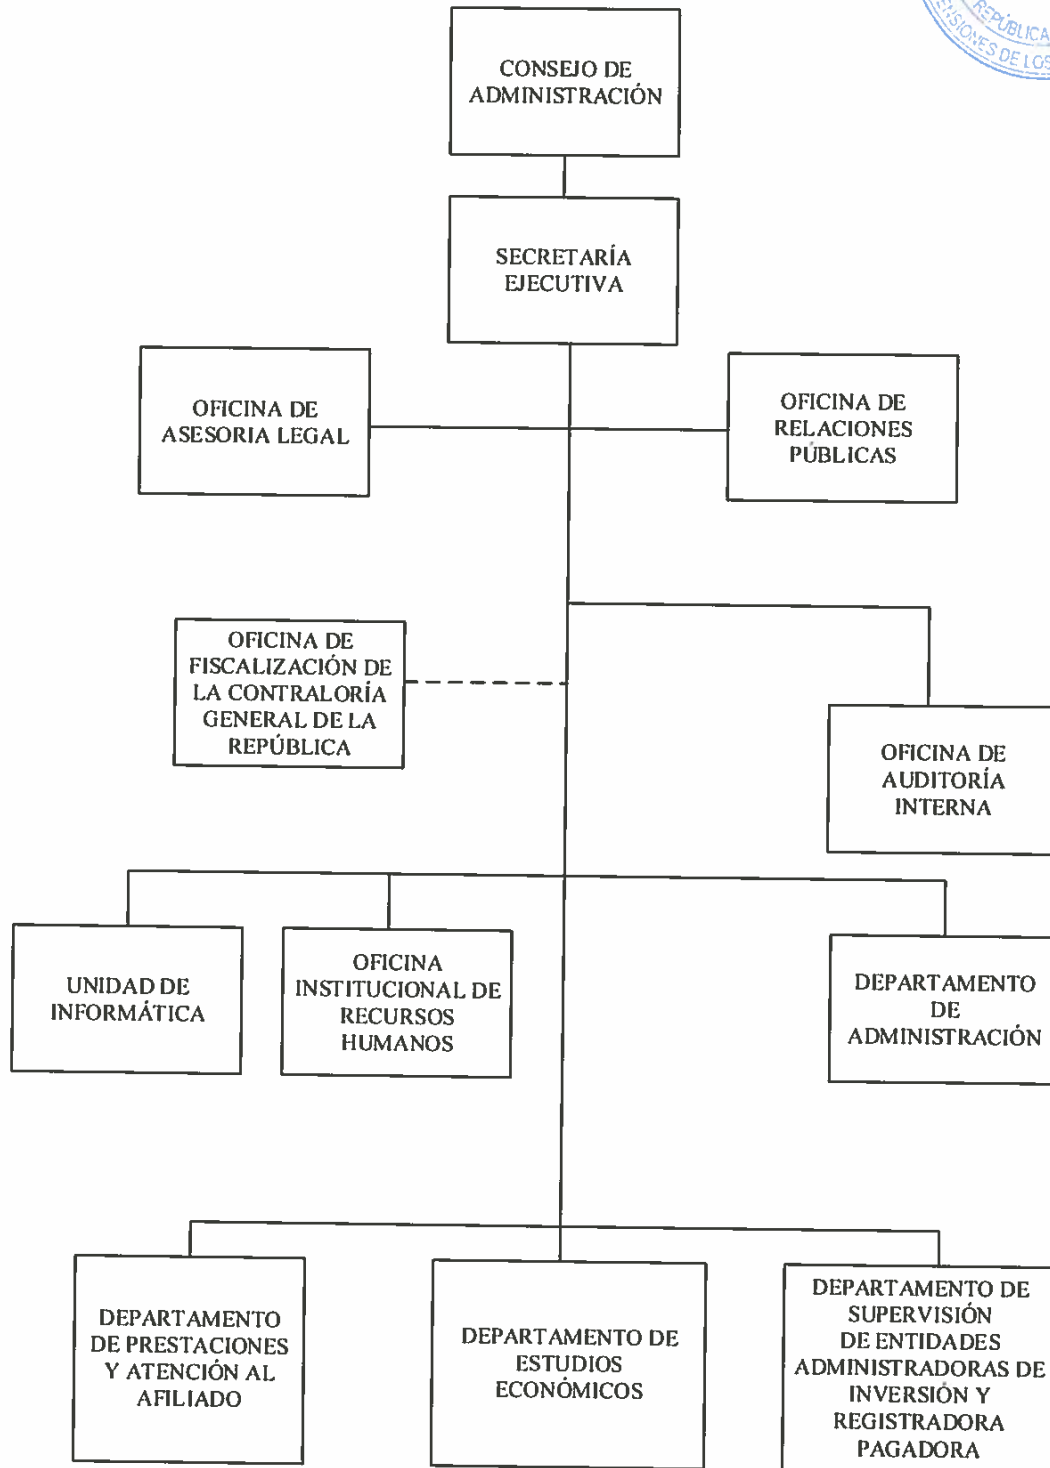 REPÚBLICA
DE LOS
CONSEJO DE
ADMINISTRACIÓN
SECRETARÍA
EJECUTIVA
OFICINA DE
ASESORIA LEGAL
OFICINA DE
RELACIONES
PÚBLICAS
OFICINA DE
FISCALIZACIÓN DE
LA CONTRALORÍA
GENERAL DE LA
REPÚBLICA
OFICINA DE
AUDITORÍA
INTERNA
UNIDAD DE
INFORMÁTICA
OFICINA
INSTITUCIONAL DE
RECURSOS
HUMANOS
DEPARTAMENTO
DE
ADMINISTRACIÓN
DEPARTAMENTO
DE PRESTACIONES
Y ATENCIÓN AL
AFILIADO
DEPARTAMENTO DE
ESTUDIOS
ECONÓMICOS
DEPARTAMENTO DE
SUPERVISIÓN
DE ENTIDADES
ADMINISTRADORAS DE
INVERSIÓN Y
REGISTRADORA
PAGADORA